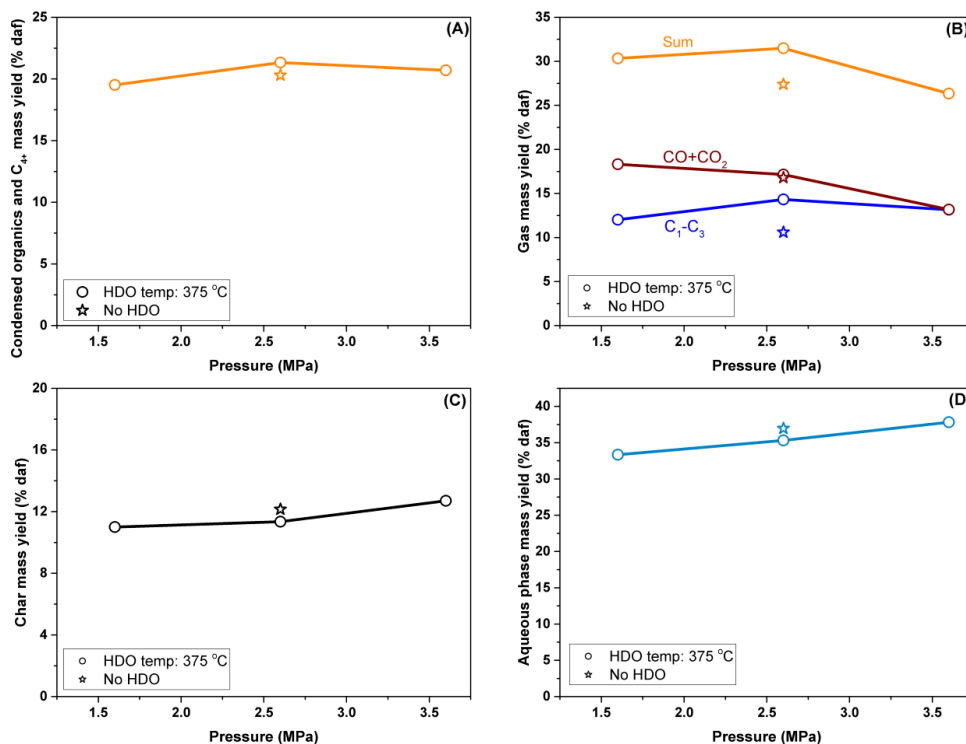 (A)
Condensed organics and C4+ mass yield (% daf)
25
20
15
10
5
0
HDO temp: 375 °C
No HDO
1.5 2.0 2.5 3.0 3.5
Pressure (MPa)
(B)
Gas mass yield (% daf)
35
30
25
20
15
10
5
0
Sum
CO+CO2
C1-C3
HDO temp: 375 °C
No HDO
1.5 2.0 2.5 3.0 3.5
Pressure (MPa)
(C)
Char mass yield (% daf)
20
16
12
8
4
0
HDO temp: 375 °C
No HDO
1.5 2.0 2.5 3.0 3.5
Pressure (MPa)
(D)
Aqueous phase mass yield (% daf)
40
35
30
25
20
15
10
5
0
HDO temp: 375 °C
No HDO
1.5 2.0 2.5 3.0 3.5
Pressure (MPa)